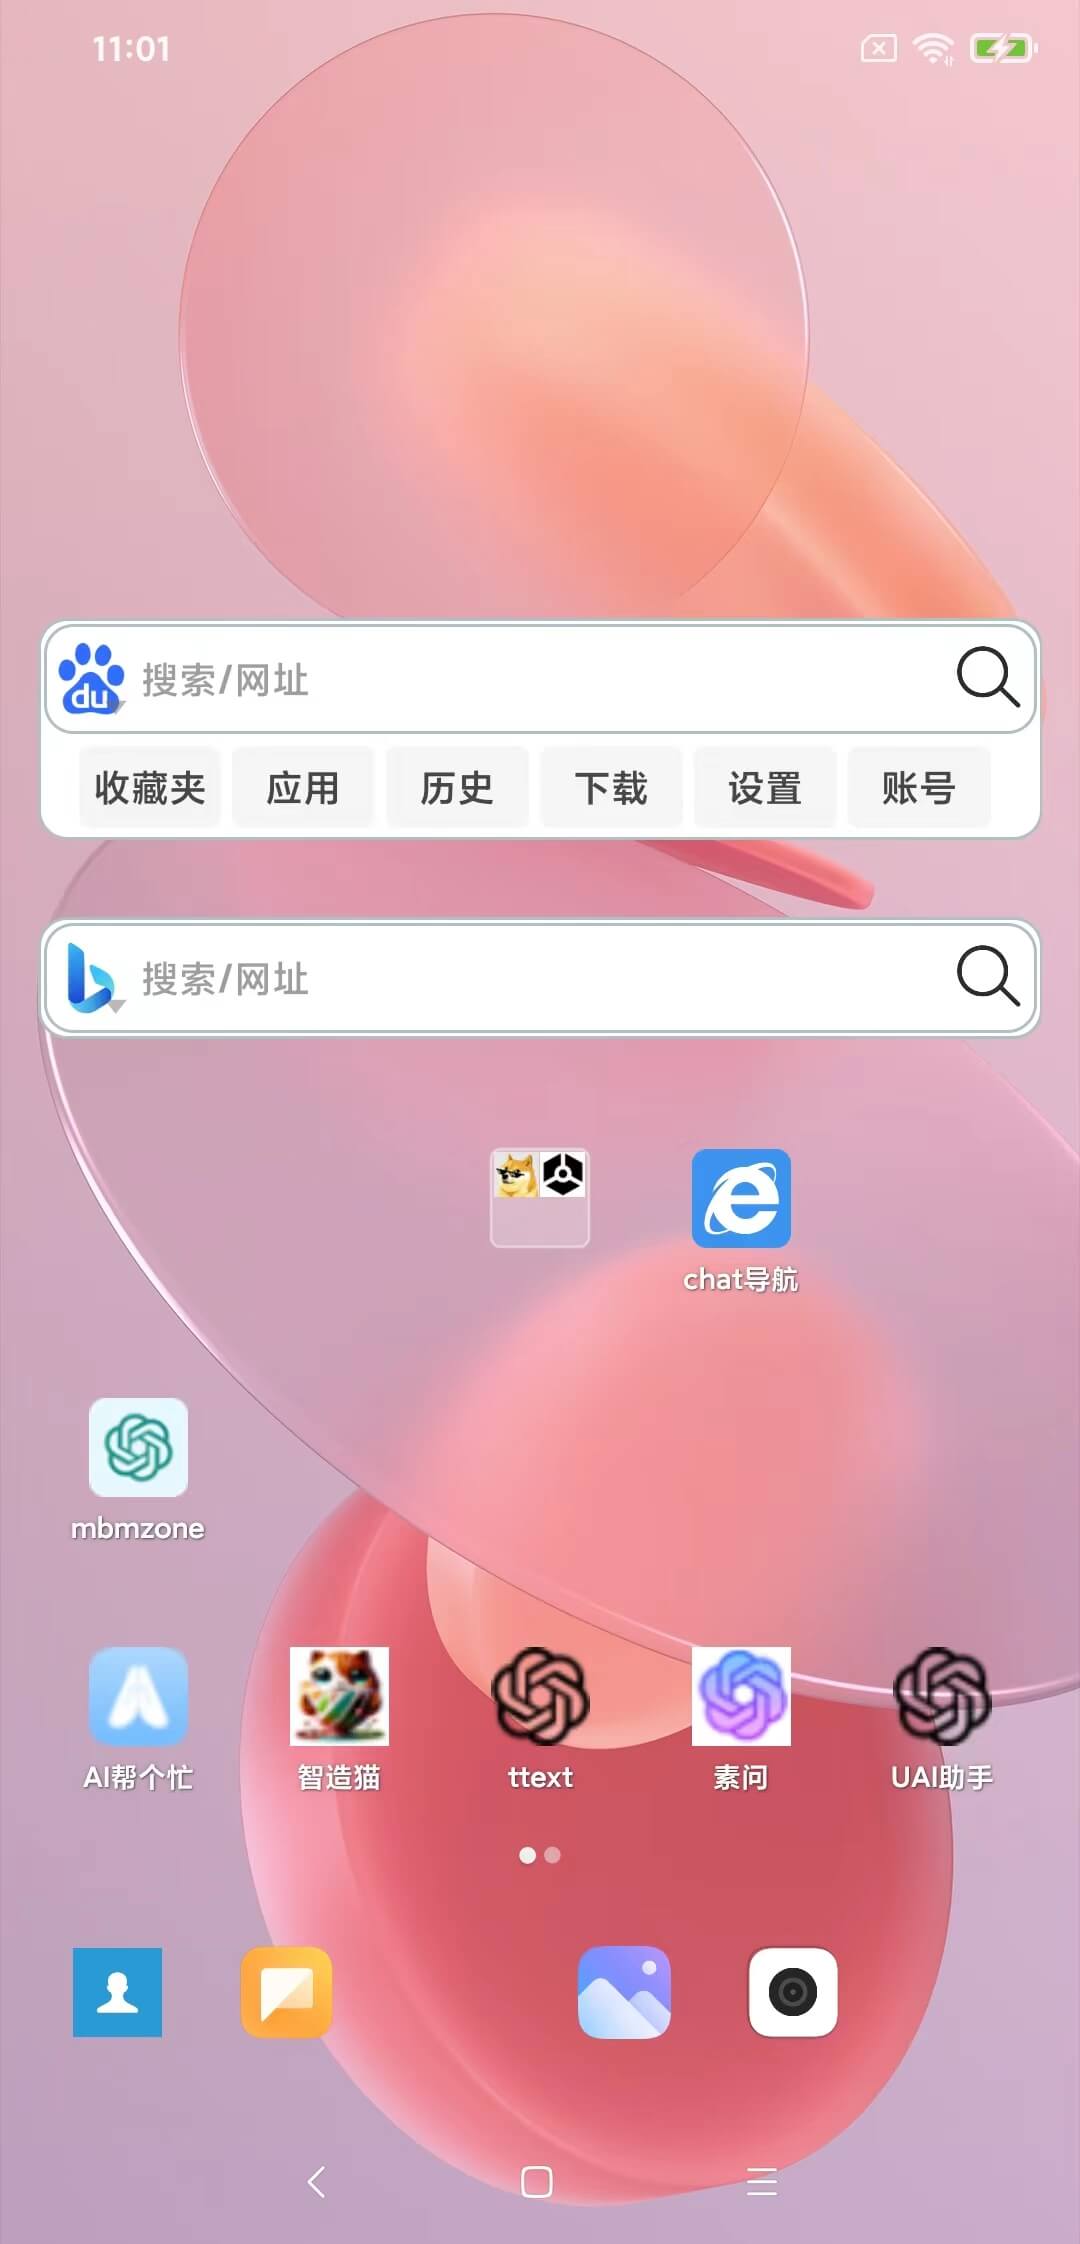 11:01
du 搜索/网址
收藏夹 应用 历史 下载 设置 账号
搜索/网址
chat导航
mbmzone
AI帮个忙 智造猫 ttext 素问 UAI助手